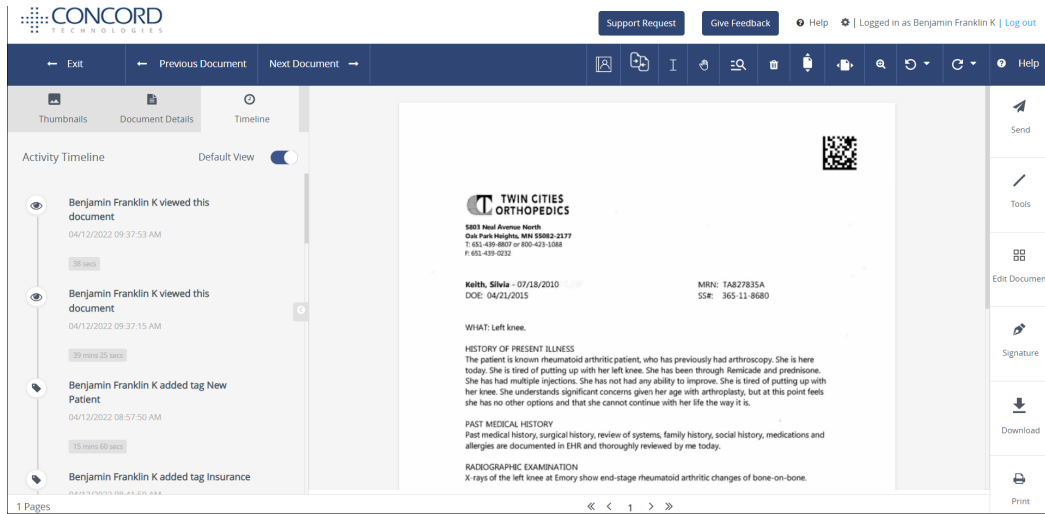 CONCORD
TECHNOLOGIES
Support Request
Give Feedback
Help
| Logged in as Benjamin Franklin K | Log out
← Exit
← Previous Document
Next Document →
Help
Thumbnails
Document Details
Timeline
Activity Timeline
Default View
Benjamin Franklin K viewed this
document
04/12/2022 09:37:53 AM
38 secs
Benjamin Franklin K viewed this
document
04/12/2022 09:37:15 AM
39 mins 25 secs
Benjamin Franklin K added tag New
Patient
04/12/2022 08:57:50 AM
15 mins 60 secs
Benjamin Franklin K added tag Insurance
04/12/2022 08:41:50 AM
TWIN CITIES
ORTHOPEDICS
5803 Neal Avenue North
Oak Park Heights, MN 55082-2177
T: 651-439-8807 or 800-423-1088
F: 651-439-0232
Keith, Silvia - 07/18/2010
MRN: TA827835A
DOE: 04/21/2015
SS#: 365-11-8680
WHAT: Left knee.
HISTORY OF PRESENT ILLNESS
The patient is known rheumatoid arthritic patient, who has previously had arthroscopy. She is here
today. She is tired of putting up with her left knee. She has been through Remicade and prednisone.
She has had multiple injections. She has not had any ability to improve. She is tired of putting up with
her knee. She understands significant concerns given her age with arthroplasty, but at this point feels
she has no other options and that she cannot continue with her life the way it is.
PAST MEDICAL HISTORY
Past medical history, surgical history, review of systems, family history, social history, medications and
allergies are documented in EHR and thoroughly reviewed by me today.
RADIOGRAPHIC EXAMINATION
X-rays of the left knee at Emory show end-stage rheumatoid arthritic changes of bone-on-bone.
Send
Tools
Edit Documen
Signature
Download
Print
1 Pages
« < 1 > »